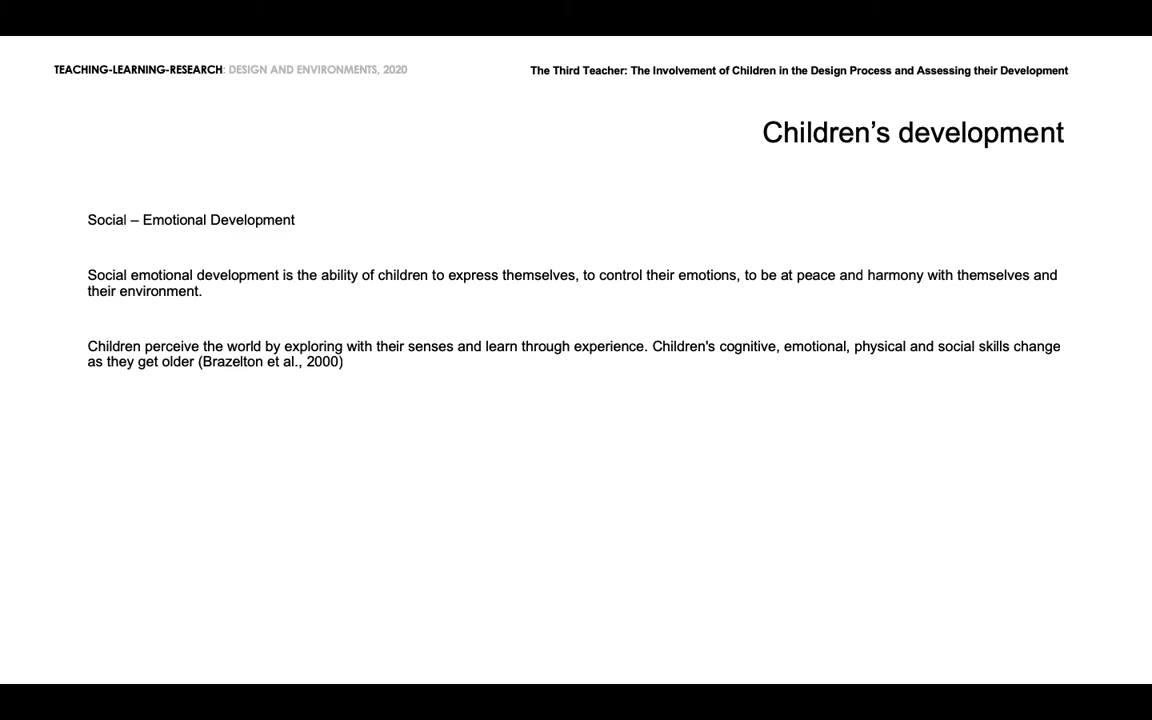 TEACHING-LEARNING-RESEARCH: DESIGN AND ENVIRONMENTS, 2020
The Third Teacher: The Involvement of Children in the Design Process and Assessing their Development
Children’s development
Social – Emotional Development
Social emotional development is the ability of children to express themselves, to control their emotions, to be at peace and harmony with themselves and
their environment.
Children perceive the world by exploring with their senses and learn through experience. Children's cognitive, emotional, physical and social skills change
as they get older (Brazelton et al., 2000)